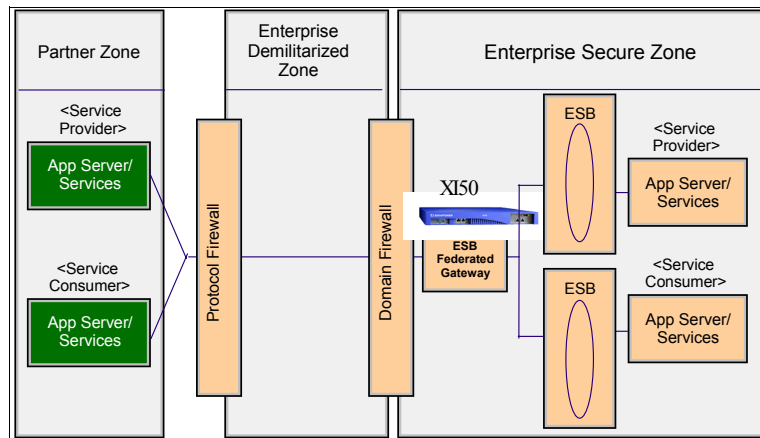 Partner Zone
Enterprise
Demilitarized
Zone
Enterprise Secure Zone
<Service
Provider>
App Server/
Services
<Service
Consumer>
App Server/
Services
Protocol Firewall
Domain Firewall
XI50
ESB
Federated
Gateway
ESB
<Service
Provider>
App Server/
Services
ESB
<Service
Consumer>
App Server/
Services